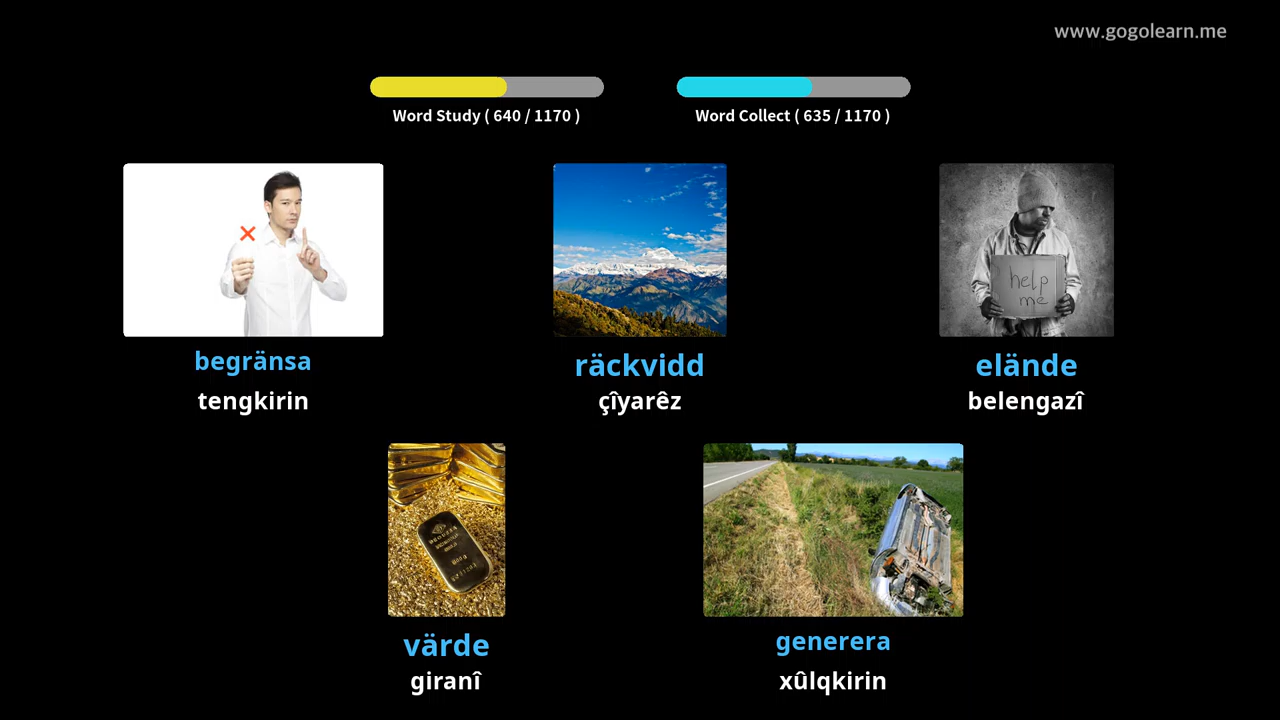 www.gogolearn.me
Word Study ( 640 / 1170 )
Word Collect ( 635 / 1170 )
help
me
begränsa
räckvidd
elände
tengkirin
çîyarêz
belengazî
värde
generera
giranî
xûlqkirin